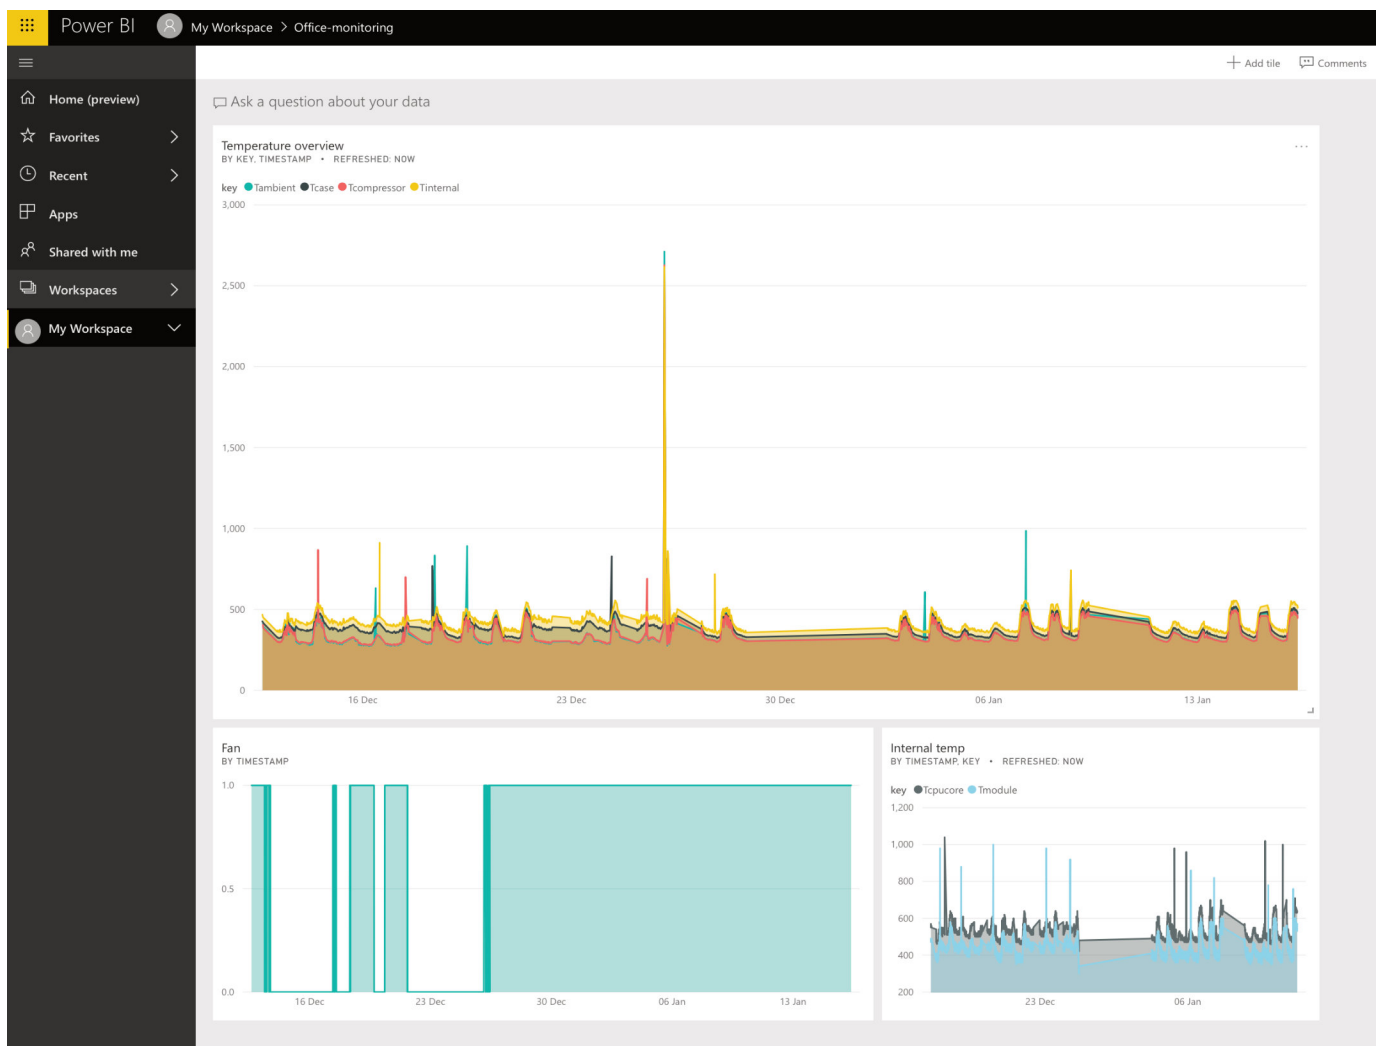 Power BI My Workspace > Office-monitoring
Add tile Comments
Home (preview)
Favorites
Recent
Apps
Shared with me
Workspaces
My Workspace
Ask a question about your data
Temperature overview
BY KEY, TIMESTAMP • REFRESHED: NOW
key Tambient Tcase Tcompressor Tinternal
3,000
2,500
2,000
1,500
1,000
500
0
16 Dec 23 Dec 30 Dec 06 Jan 13 Jan
Fan
BY TIMESTAMP
1.0
0.5
0.0
16 Dec 23 Dec 30 Dec 06 Jan 13 Jan
Internal temp
BY TIMESTAMP, KEY • REFRESHED: NOW
key Tcpucore Tmodule
1,200
1,000
800
600
400
200
23 Dec 06 Jan